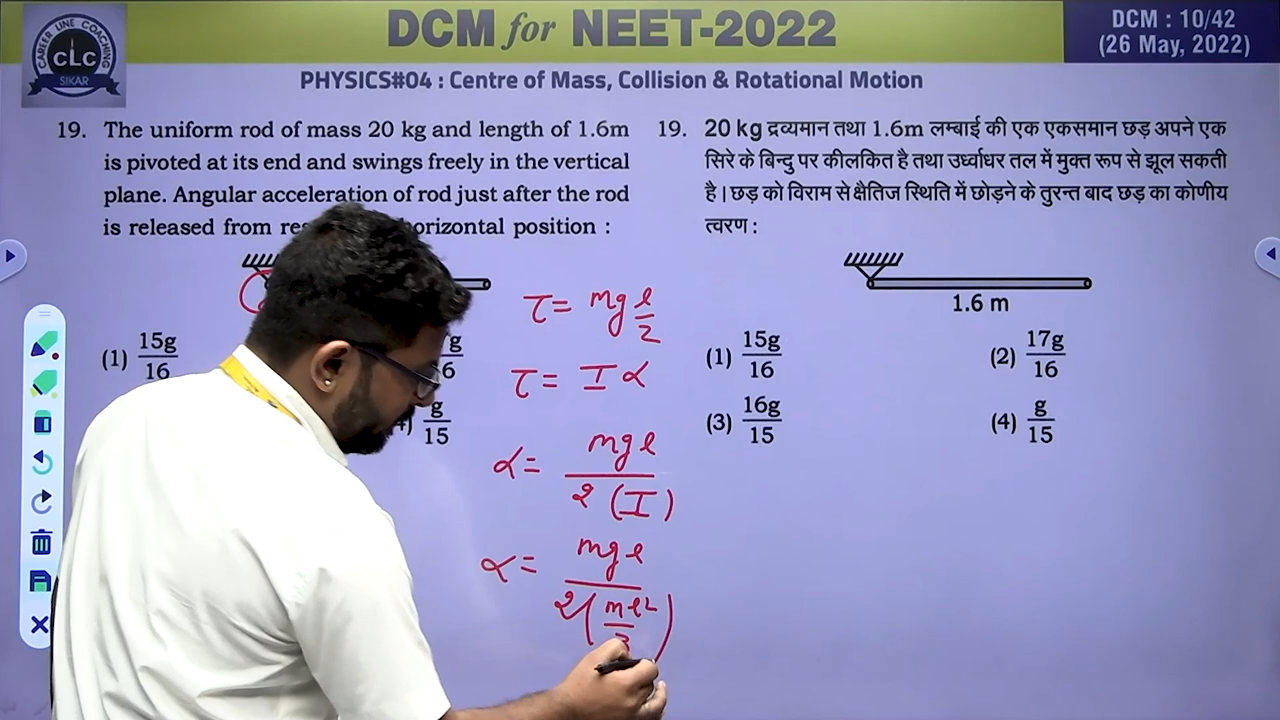 CAREER LINE COACHING
CLC
SIKAR
DCM for NEET-2022
DCM : 10/42
(26 May, 2022)
PHYSICS#04 : Centre of Mass, Collision & Rotational Motion
19. The uniform rod of mass 20 kg and length of 1.6m
is pivoted at its end and swings freely in the vertical
plane. Angular acceleration of rod just after the rod
is released from orizontal position :
(1) 15g/16
g
6
g/15
τ = mg ℓ/2
τ = I α
α = mgℓ / 2 (I)
α = mgℓ / 2(mℓ²
19. 20 kg द्रव्यमान तथा 1.6m लम्बाई की एक एकसमान छड़ अपने एक
सिरे के बिन्दु पर कीलकित है तथा उर्ध्वाधर तल में मुक्त रूप से झूल सकती
है। छड़ को विराम से क्षैतिज स्थिति में छोड़ने के तुरन्त बाद छड़ का कोणीय
त्वरण :
1.6 m
(1) 15g/16 (2) 17g/16
(3) 16g/15 (4) g/15